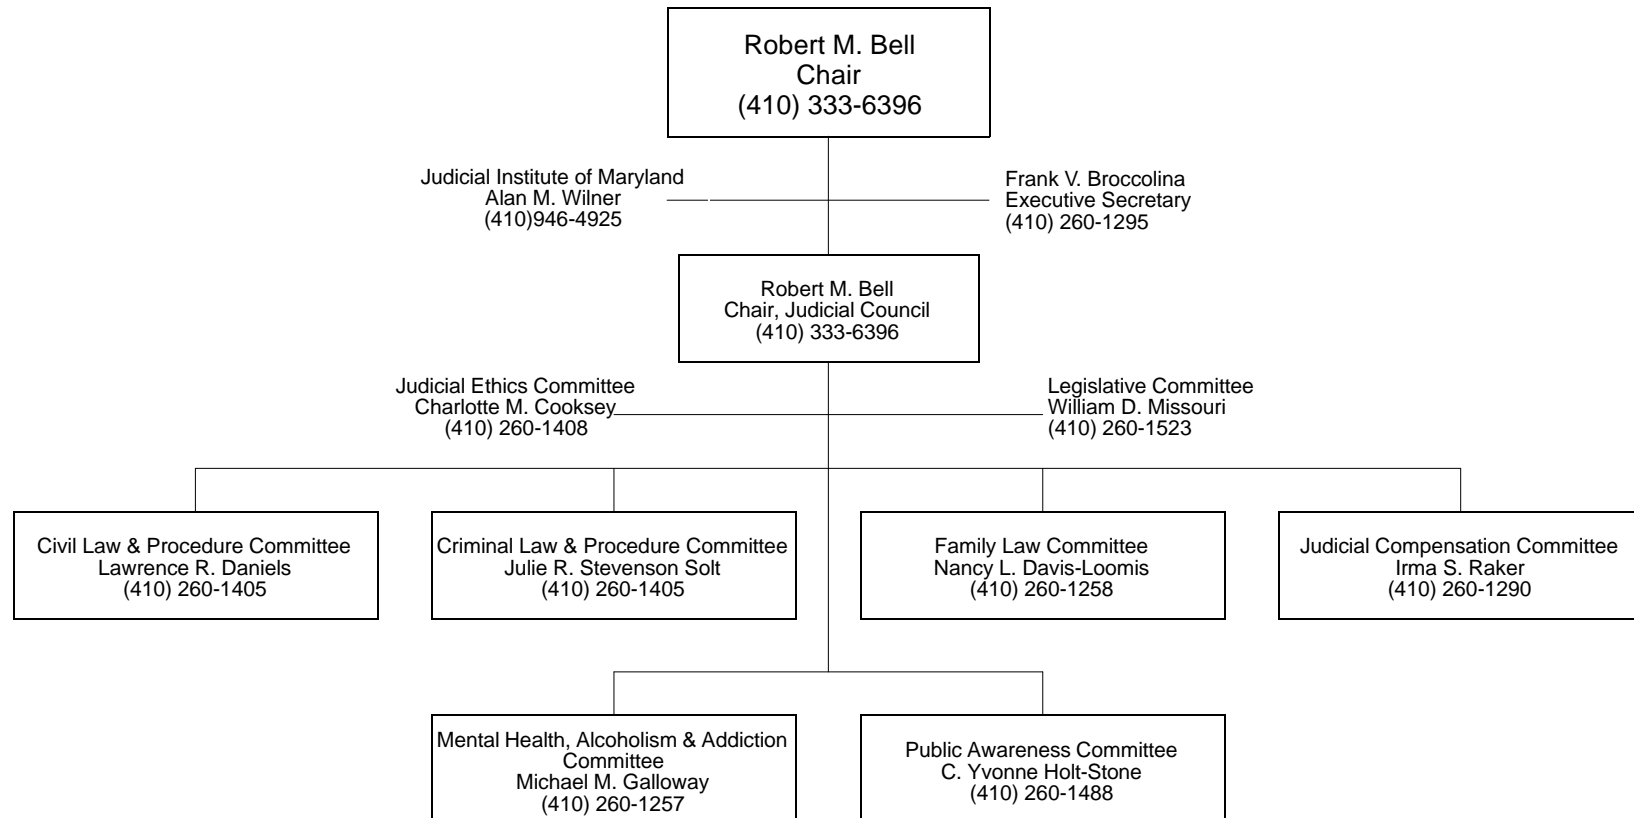 Robert M. Bell
Chair
(410) 333-6396
Judicial Institute of Maryland
Alan M. Wilner
(410)946-4925
Frank V. Broccolina
Executive Secretary
(410) 260-1295
Robert M. Bell
Chair, Judicial Council
(410) 333-6396
Judicial Ethics Committee
Charlotte M. Cooksey
(410) 260-1408
Legislative Committee
William D. Missouri
(410) 260-1523
Civil Law & Procedure Committee
Lawrence R. Daniels
(410) 260-1405
Criminal Law & Procedure Committee
Julie R. Stevenson Solt
(410) 260-1405
Family Law Committee
Nancy L. Davis-Loomis
(410) 260-1258
Judicial Compensation Committee
Irma S. Raker
(410) 260-1290
Mental Health, Alcoholism & Addiction
Committee
Michael M. Galloway
(410) 260-1257
Public Awareness Committee
C. Yvonne Holt-Stone
(410) 260-1488